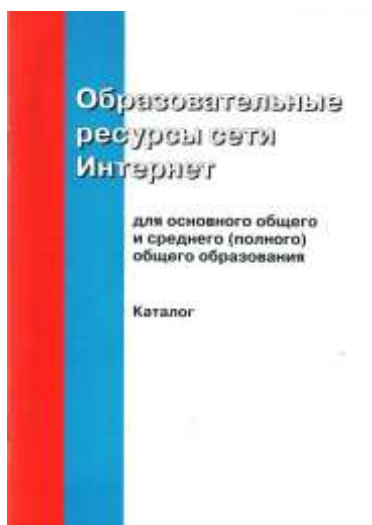 Образовательные
ресурсы сети
Интернет
для основного общего
и среднего (полного)
общего образования
Каталог